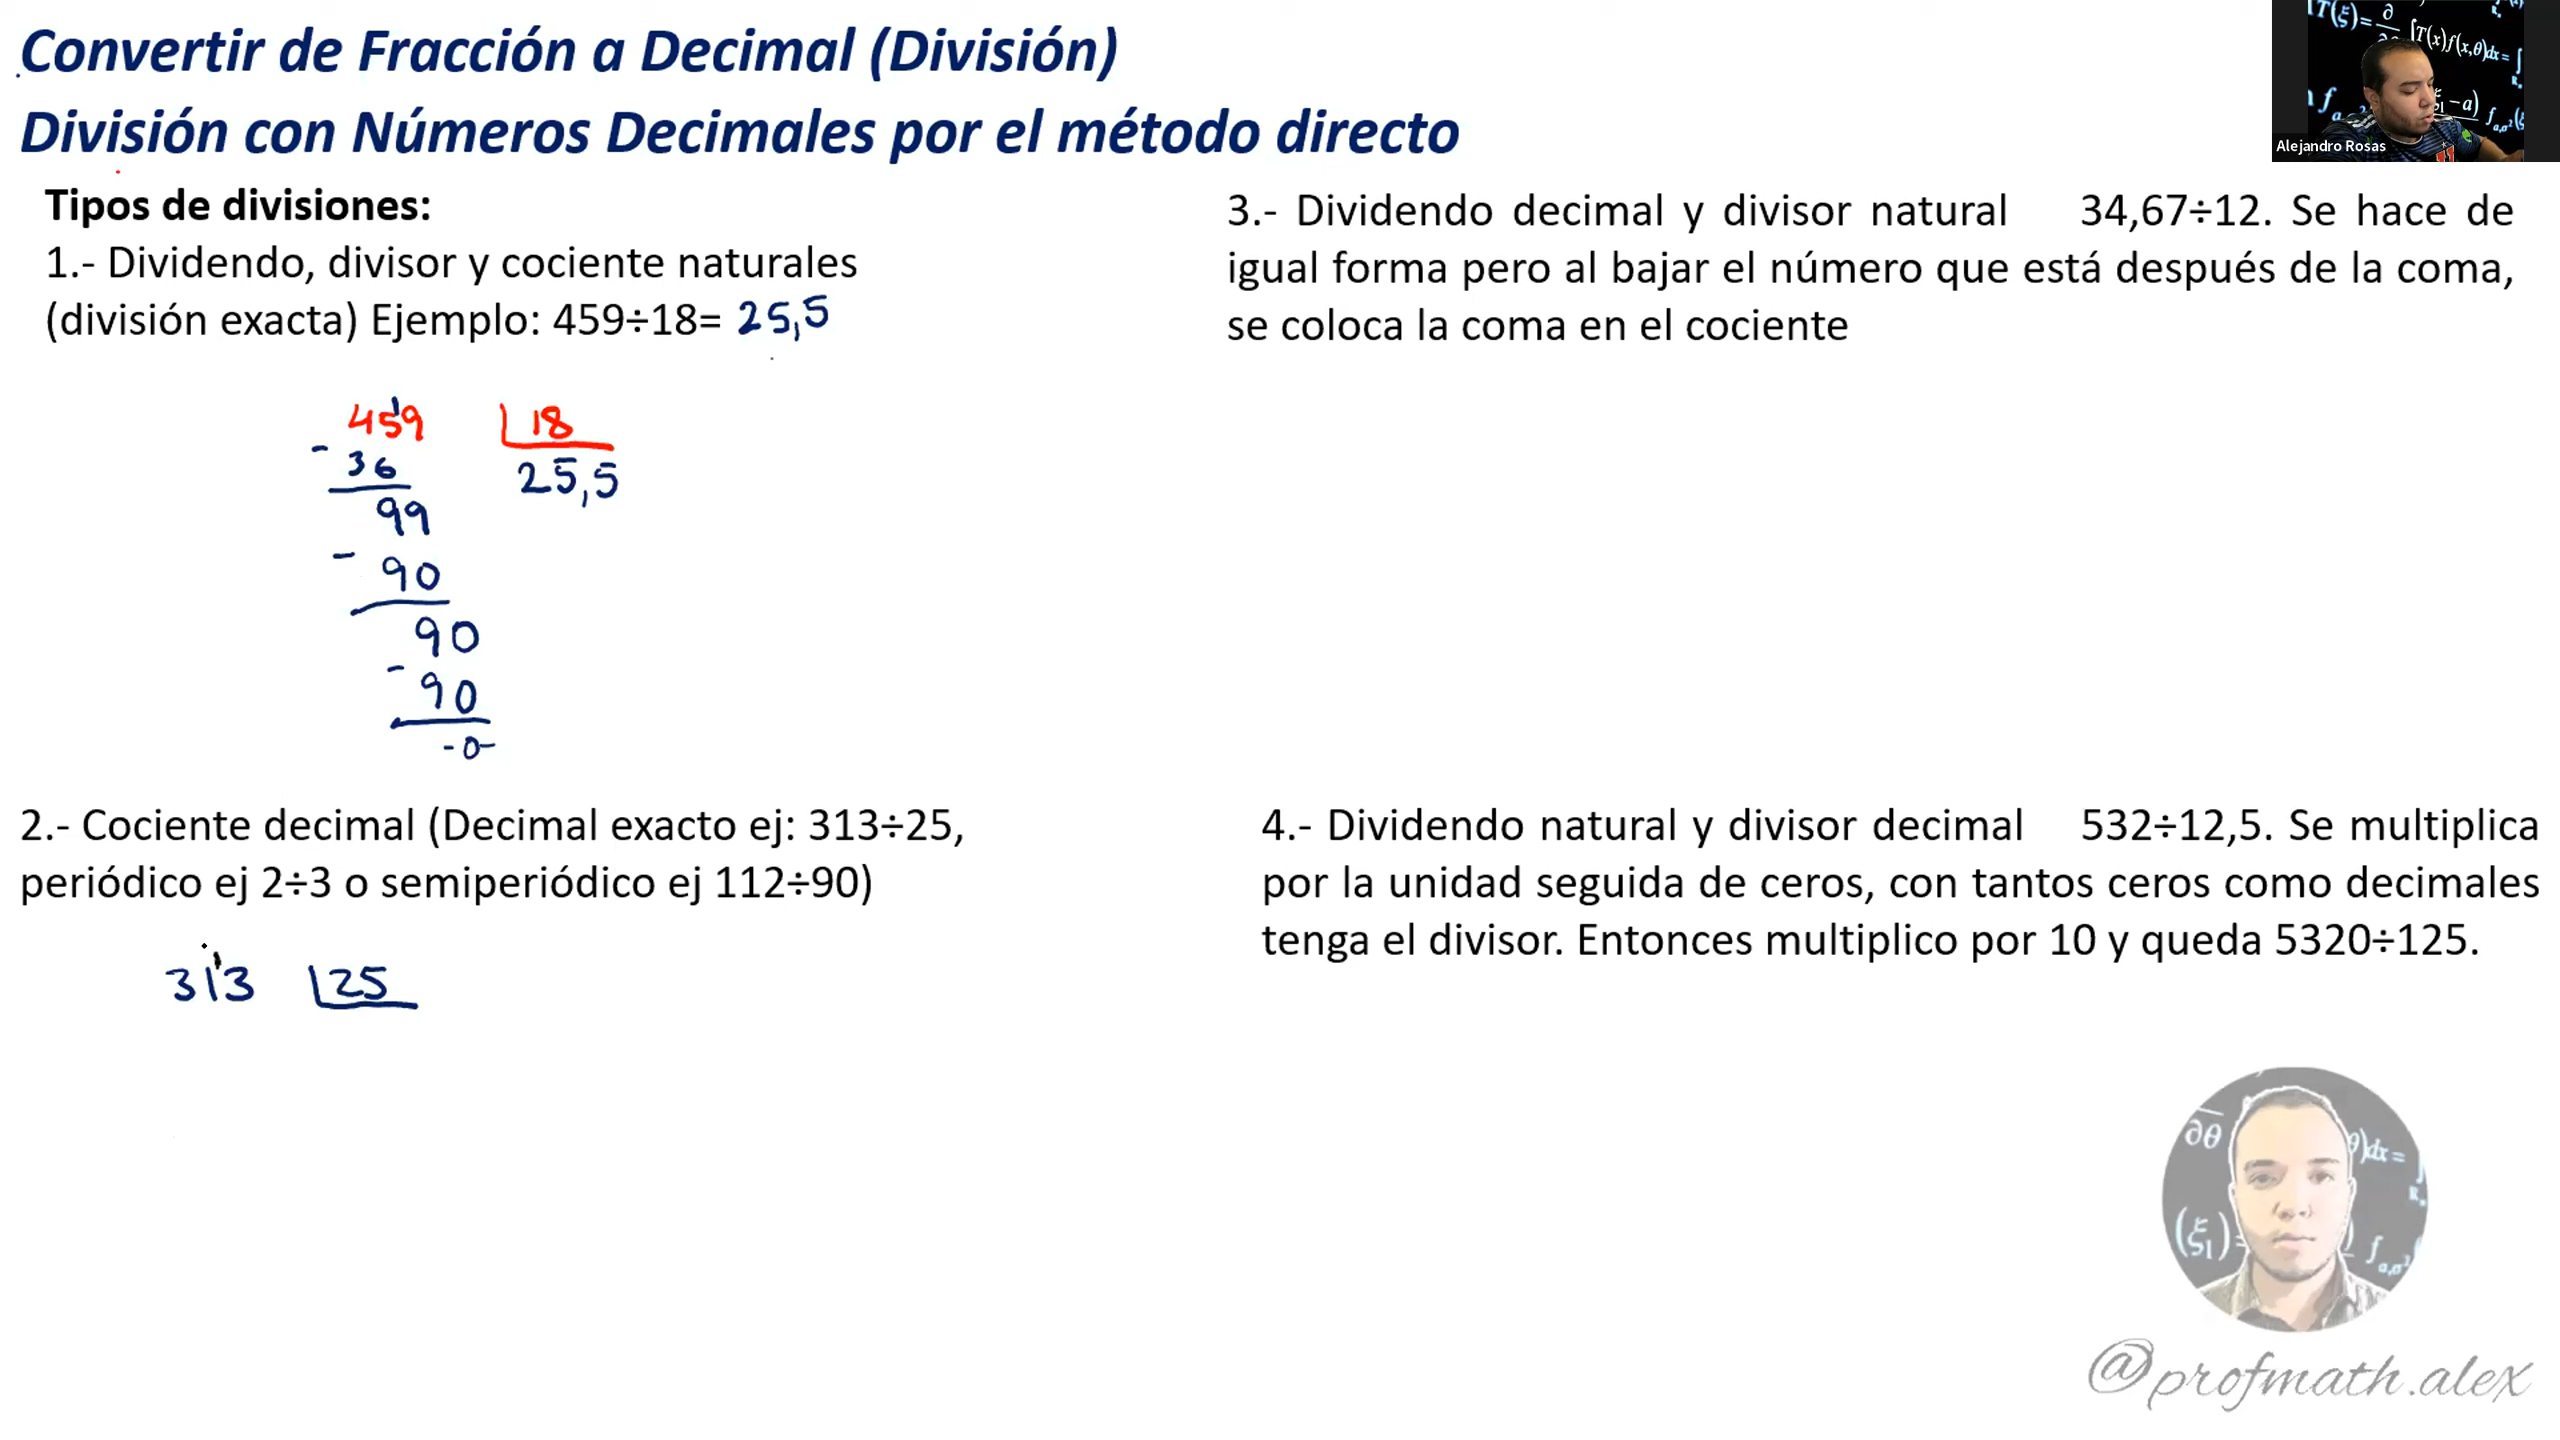 Convertir de Fracción a Decimal (División)
División con Números Decimales por el método directo
Alejandro Rosas
Tipos de divisiones:
1.- Dividendo, divisor y cociente naturales
(división exacta) Ejemplo: 459÷18= 25,5
459 18
- 36 25,5
99
- 90
90
- 90
-0-
2.- Cociente decimal (Decimal exacto ej: 313÷25,
periódico ej 2÷3 o semiperiódico ej 112÷90)
313 25
3.- Dividendo decimal y divisor natural 34,67÷12. Se hace de
igual forma pero al bajar el número que está después de la coma,
se coloca la coma en el cociente
4.- Dividendo natural y divisor decimal 532÷12,5. Se multiplica
por la unidad seguida de ceros, con tantos ceros como decimales
tenga el divisor. Entonces multiplico por 10 y queda 5320÷125.
@profmath.alex